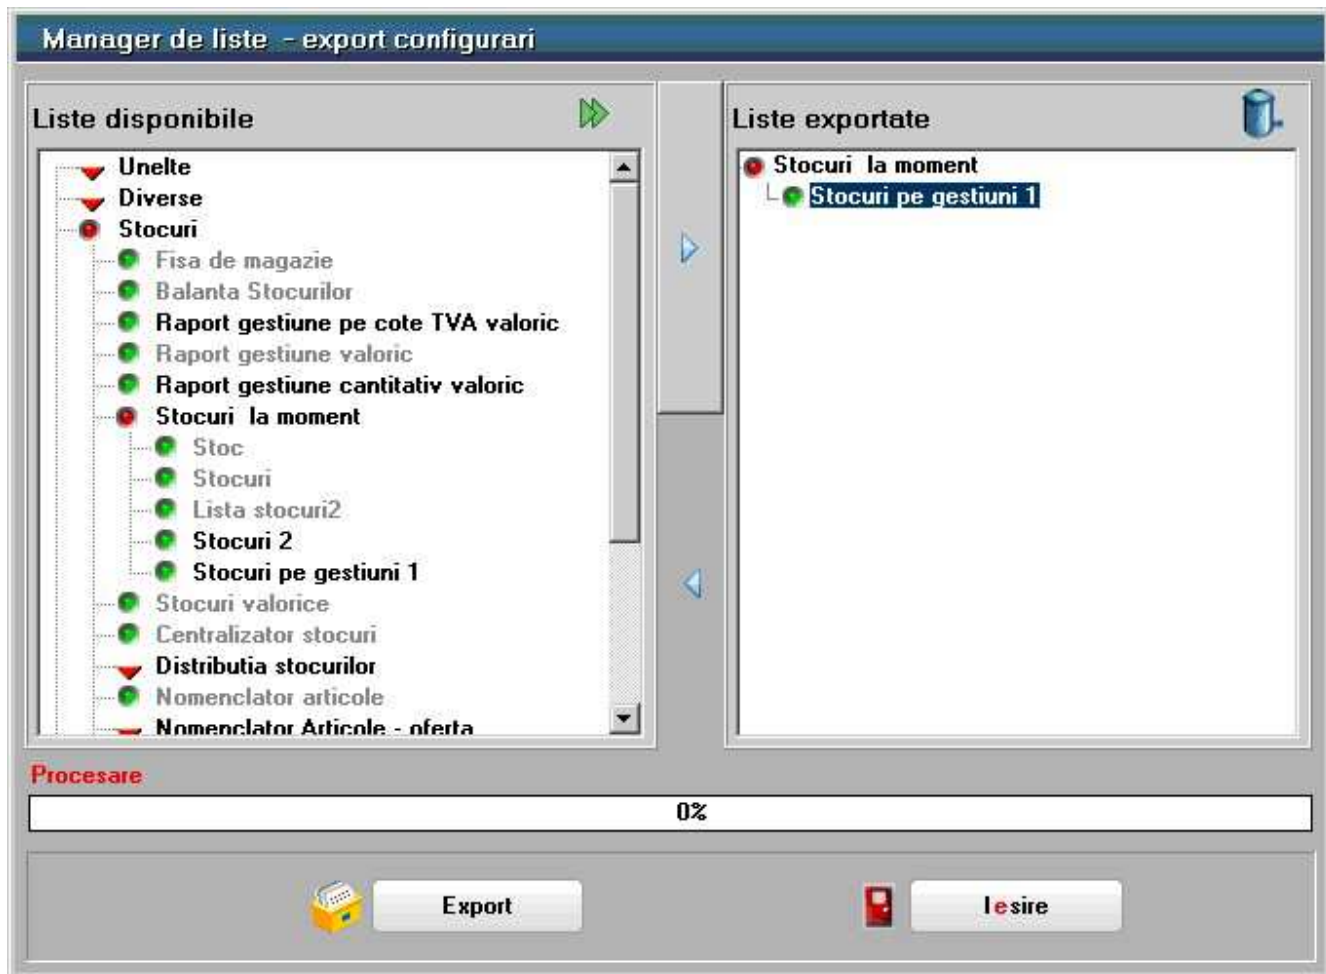 Manager de liste - export configurari
Liste disponibile
Unelte
Diverse
Stocuri
Fisa de magazie
Balanta Stocurilor
Raport gestiune pe cote TVA valoric
Raport gestiune valoric
Raport gestiune cantitativ valoric
Stocuri la moment
Stoc
Stocuri
Lista stocuri2
Stocuri 2
Stocuri pe gestiuni 1
Stocuri valorice
Centralizator stocuri
Distributia stocurilor
Nomenclator articole
Nomenclator Articole - oferta
Liste exportate
Stocuri la moment
Stocuri pe gestiuni 1
Procesare
0%
Export
Iesire